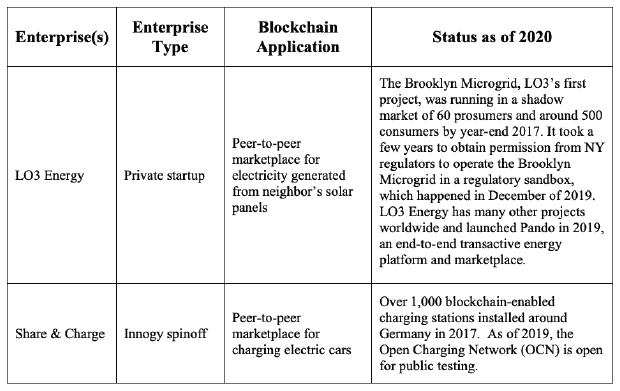 Enterprise(s)
Enterprise
Type
Blockchain
Application
Status as of 2020
LO3 Energy
Private startup
Peer-to-peer
marketplace for
electricity generated
from neighbor's solar
panels
The Brooklyn Microgrid, LO3's first
project, was running in a shadow
market of 60 prosumers and around 500
consumers by year-end 2017. It took a
few years to obtain permission from NY
regulators to operate the Brooklyn
Microgrid in a regulatory sandbox,
which happened in December of 2019.
LO3 Energy has many other projects
worldwide and launched Pando in 2019,
an end-to-end transactive energy
platform and marketplace.
Share & Charge
Innogy spinoff
Peer-to-peer
marketplace for
charging electric cars
Over 1,000 blockchain-enabled
charging stations installed around
Germany in 2017. As of 2019, the
Open Charging Network (OCN) is open
for public testing.